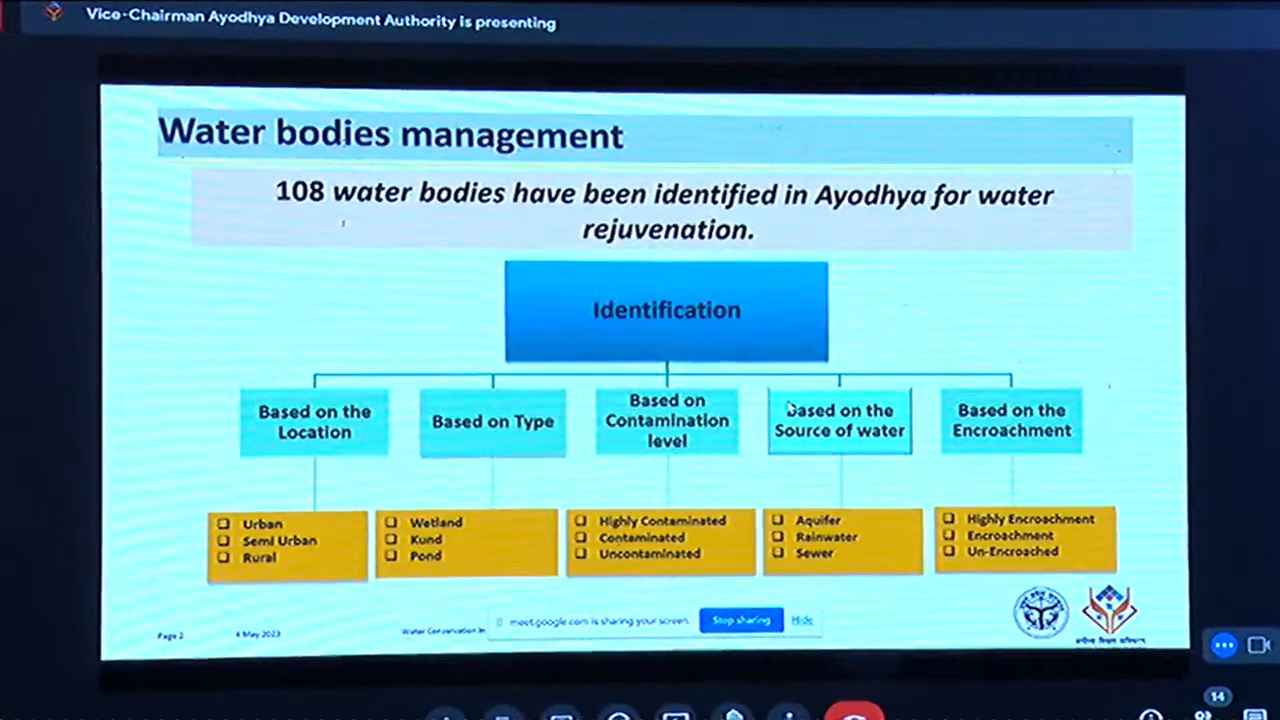 Vice-Chairman Ayodhya Development Authority is presenting
Water bodies management
108 water bodies have been identified in Ayodhya for water
rejuvenation.
Identification
Based on the
Location
Based on Type
Based on
Contamination
level
Based on the
Source of water
Based on the
Encroachment
Urban
Semi Urban
Rural
Wetland
Kund
Pond
Highly Contaminated
Contaminated
Uncontaminated
Aquifer
Rainwater
Sewer
Highly Encroachment
Encroachment
Un-Encroached
Page 2
4 May 2023
Water Conservation In
meet.google.com is sharing your screen.
Stop sharing
Hide
14